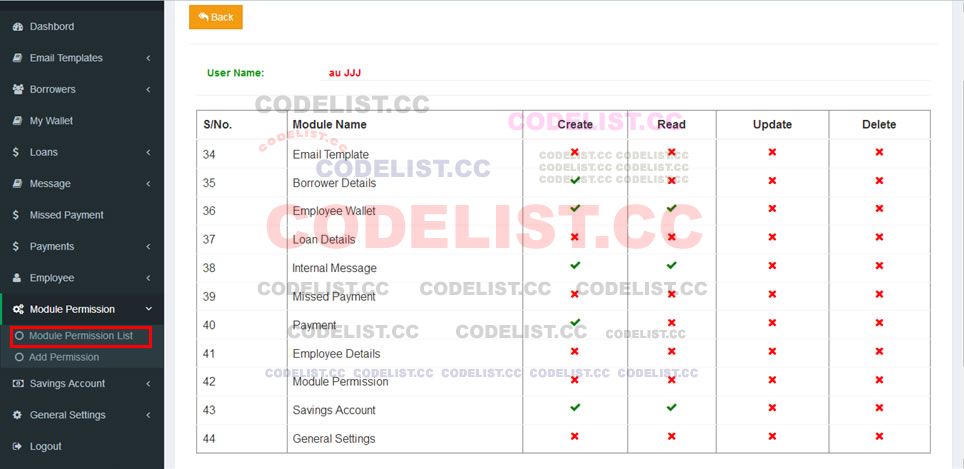 Dashbord
Email Templates
Borrowers
My Wallet
Loans
Message
Missed Payment
Payments
Employee
Module Permission
Module Permission List
Add Permission
Savings Account
General Settings
Logout
Back
User Name: au JJJ
CODELIST.CC
S/No. Module Name Create Read Update Delete
CODELIST.CC
CODELIST.CC
34 Email Template
CODELIST.CC CODELIST.CC
CODELIST.CC
CODELIST.CC CODELIST.CC
CODELIST.CC CODELIST.CC
35 Borrower Details
36 Employee Wallet
CODELIST.CC
37 Loan Details
38 Internal Message
CODELIST.CC CODELIST.CC CODELIST.CC
39 Missed Payment
40 Payment
CODELIST.CC CODELIST.CC CODELIST.CC
41 Employee Details
CODELIST.CC CODELIST.CC CODELIST.CC CODELIST.CC CODELIST.CC
42 Module Permission
43 Savings Account
44 General Settings